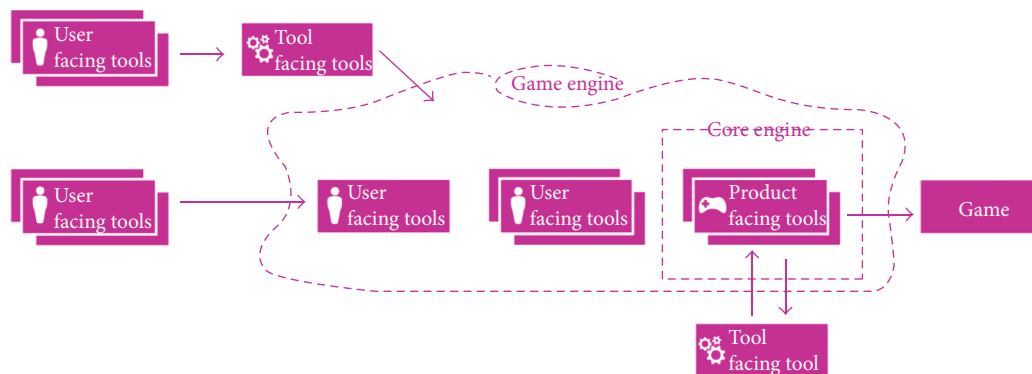 User
facing tools
Tool
facing tools
Game engine
Core engine
User
facing tools
User
facing tools
User
facing tools
Product
facing tools
Game
Tool
facing tool